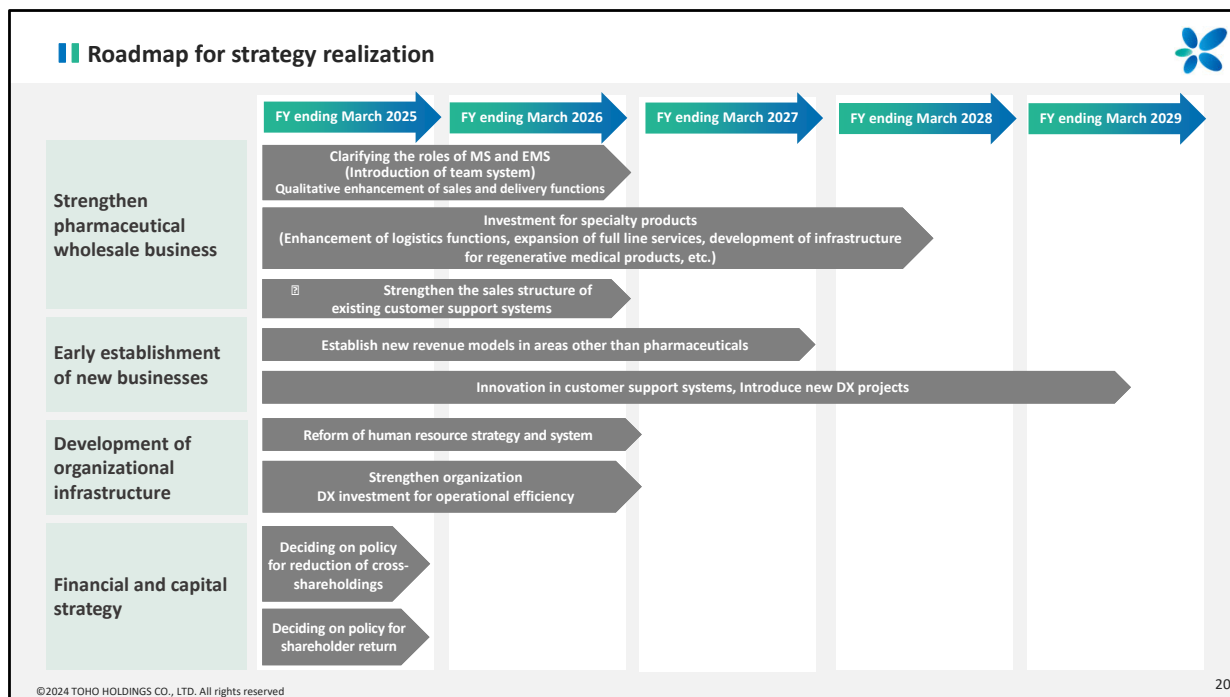 Roadmap for strategy realization
FY ending March 2025
FY ending March 2026
FY ending March 2027
FY ending March 2028
FY ending March 2029
Strengthen
pharmaceutical
wholesale business
Clarifying the roles of MS and EMS
(Introduction of team system)
Qualitative enhancement of sales and delivery functions
Investment for specialty products
(Enhancement of logistics functions, expansion of full line services, development of infrastructure
for regenerative medical products, etc.)
Strengthen the sales structure of
existing customer support systems
Early establishment
of new businesses
Establish new revenue models in areas other than pharmaceuticals
Innovation in customer support systems, Introduce new DX projects
Development of
organizational
infrastructure
Reform of human resource strategy and system
Strengthen organization
DX investment for operational efficiency
Financial and capital
strategy
Deciding on policy
for reduction of cross-
shareholdings
Deciding on policy for
shareholder return
©2024 TOHO HOLDINGS CO., LTD. All rights reserved
20